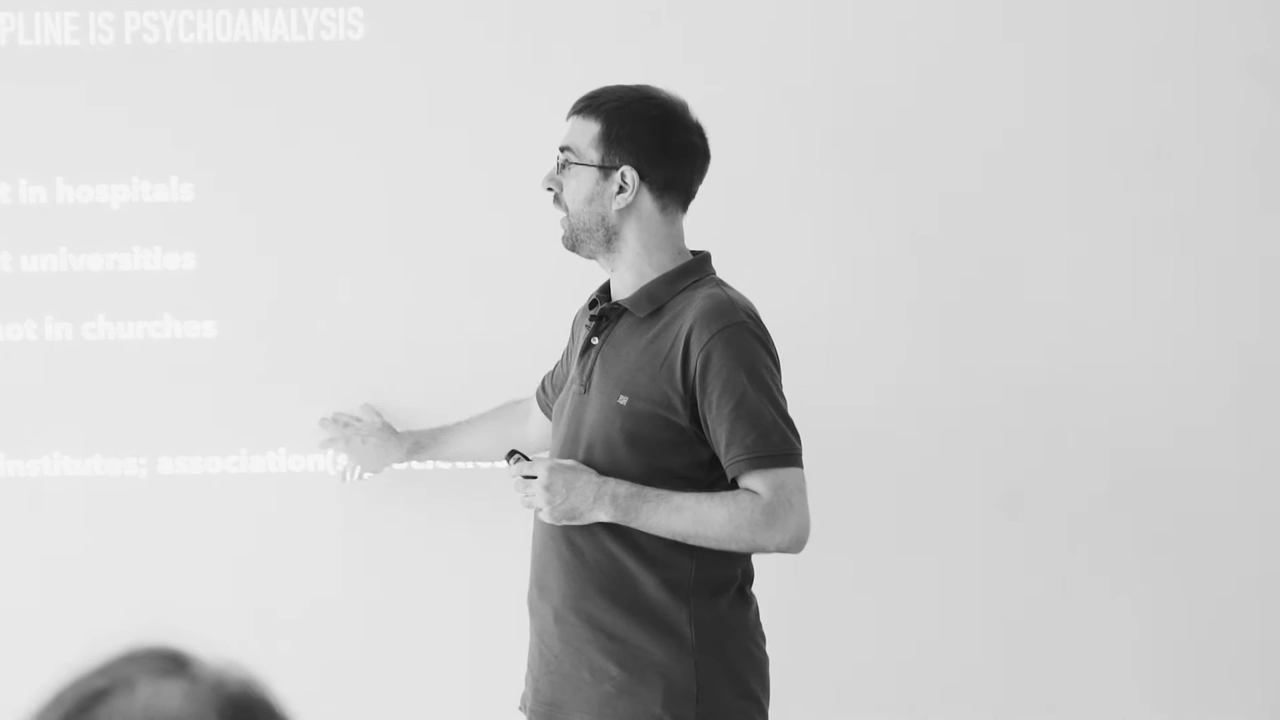 PLINE IS PSYCHOANALYSIS
t in hospitals
t universities
not in churches
institutes; association(s